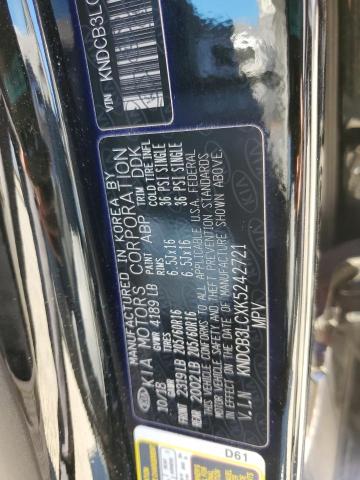 VIN KNDCB3LC
MANUFACTURED IN KOREA BY
KIA MOTORS CORPORATION
10/18 GVWR 4189 LB PAINT ABP TRIM DDK
GAWR TIRES RIMS COLD TIRE INFL
FRONT 2319LB 205/60R16 6.5Jx16 36 PSI SINGLE
REAR 2002LB 205/60R16 6.5Jx16 36 PSI SINGLE
THIS VEHICLE CONFORMS TO ALL APPLICABLE U.S.A. FEDERAL
MOTOR VEHICLE SAFETY AND THEFT PREVENTION STANDARDS
IN EFFECT ON THE DATE OF MANUFACTURE SHOWN ABOVE.
V.I.N KNDCB3LCXK5242721
MPV
D61